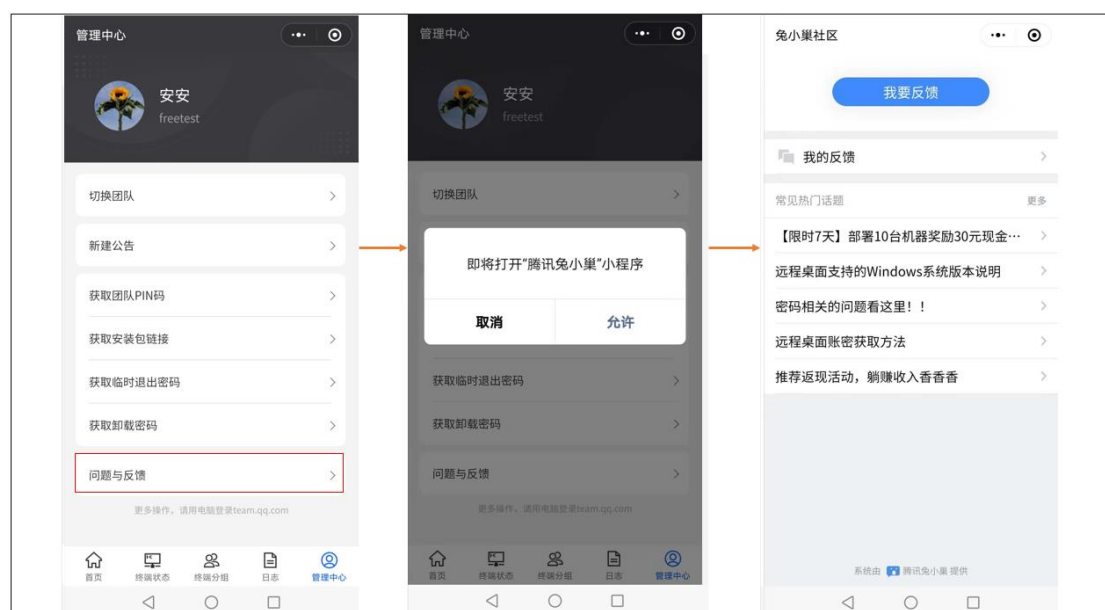 管理中心
安安
freetest
切换团队
新建公告
获取团队PIN码
获取安装包链接
获取临时退出密码
获取卸载密码
问题与反馈
更多操作，请用电脑登录team.qq.com
首页
终端状态
终端分组
日志
管理中心
管理中心
安安
freetest
切换团队
即将打开“腾讯兔小巢”小程序
取消
允许
获取临时退出密码
获取卸载密码
问题与反馈
更多操作，请用电脑登录team.qq.com
首页
终端状态
终端分组
日志
管理中心
兔小巢社区
我要反馈
我的反馈
常见热门话题
更多
【限时7天】部署10台机器奖励30元现金…
远程桌面支持的Windows系统版本说明
密码相关的问题看这里！！
远程桌面账密获取方法
推荐返现活动，躺赚收入香香香
系统由 腾讯兔小巢 提供